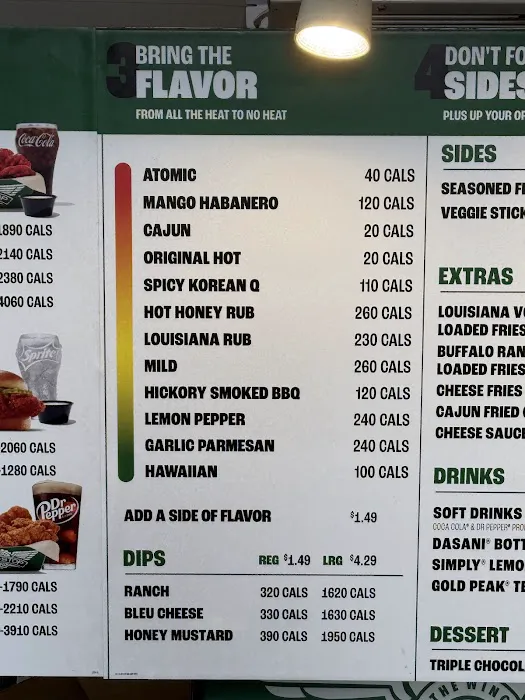 Coca-Cola
1890 CALS
2140 CALS
2380 CALS
4060 CALS
Sprite
2060 CALS
-1280 CALS
Dr Pepper
-1790 CALS
-2210 CALS
-3910 CALS
3 BRING THE
FLAVOR
FROM ALL THE HEAT TO NO HEAT
ATOMIC 40 CALS
MANGO HABANERO 120 CALS
CAJUN 20 CALS
ORIGINAL HOT 20 CALS
SPICY KOREAN Q 110 CALS
HOT HONEY RUB 260 CALS
LOUISIANA RUB 230 CALS
MILD 260 CALS
HICKORY SMOKED BBQ 120 CALS
LEMON PEPPER 240 CALS
GARLIC PARMESAN 240 CALS
HAWAIIAN 100 CALS
ADD A SIDE OF FLAVOR $1.49
DIPS REG $1.49 LRG $4.29
RANCH 320 CALS 1620 CALS
BLEU CHEESE 330 CALS 1630 CALS
HONEY MUSTARD 390 CALS 1950 CALS
4 DON'T FO
SIDES
PLUS UP YOUR OR
SIDES
SEASONED F
VEGGIE STICK
EXTRAS
LOUISIANA VO
LOADED FRIES
BUFFALO RAN
LOADED FRIES
CHEESE FRIES
CAJUN FRIED
CHEESE SAUC
DRINKS
SOFT DRINKS
COCA COLA® & DR PEPPER® PRO
DASANI® BOTT
SIMPLY® LEMO
GOLD PEAK® TE
DESSERT
TRIPLE CHOCOL
THE WING